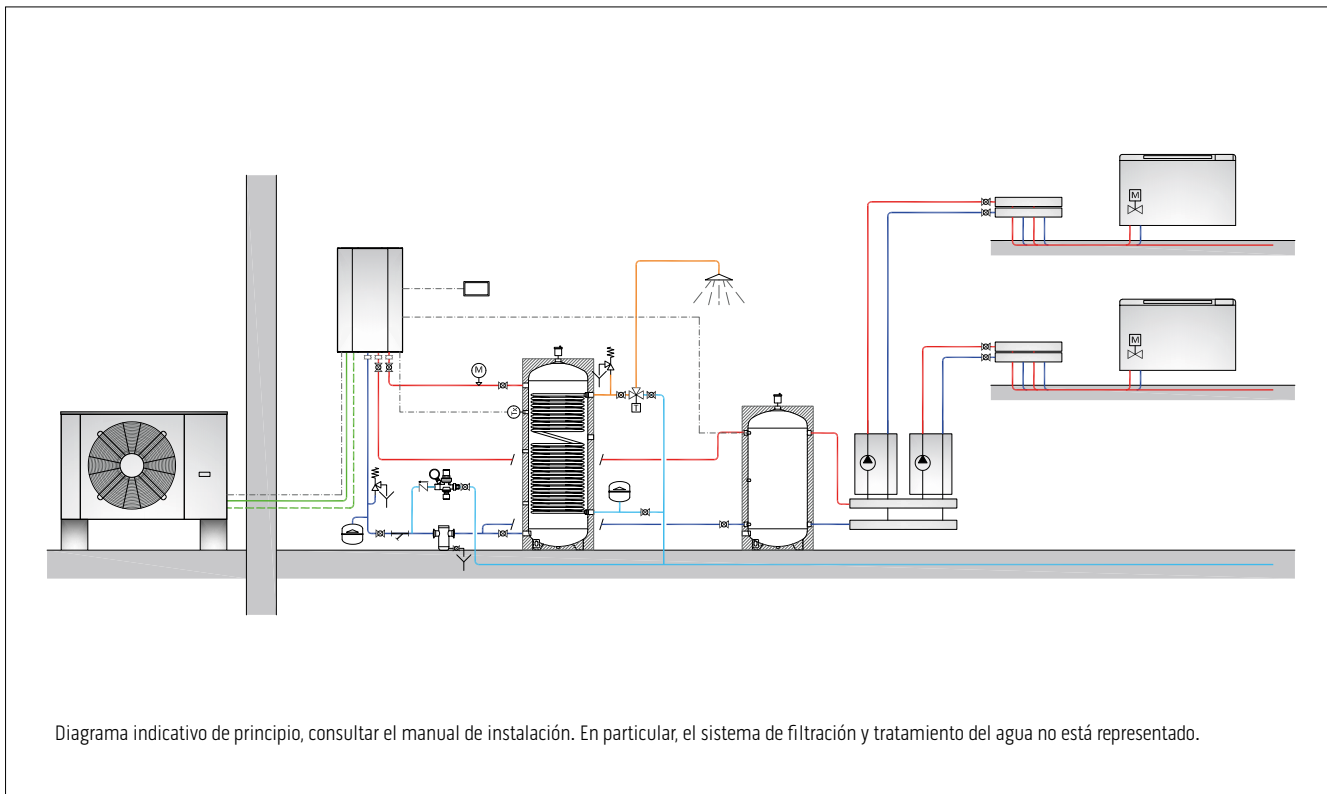 M
M
M
T
Diagrama indicativo de principio, consultar el manual de instalación. En particular, el sistema de filtración y tratamiento del agua no está representado.